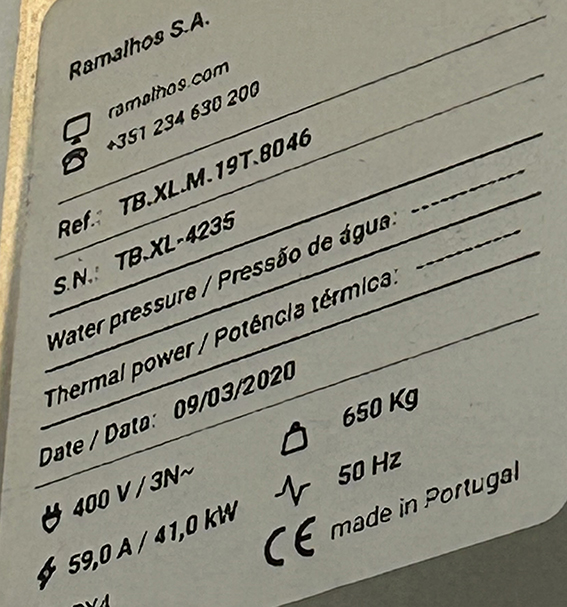 Ramalhos S.A.
ramalhos.com
+351 234 630 200
Ref.: TB.XL.M.19T.8046
S.N.: TB.XL-4235
Water pressure / Pressão de água: ----------
Thermal power / Potência térmica: ----------
Date / Data: 09/03/2020
400 V / 3N~ 650 Kg
59,0 A / 41,0 kW 50 Hz
CE made in Portugal